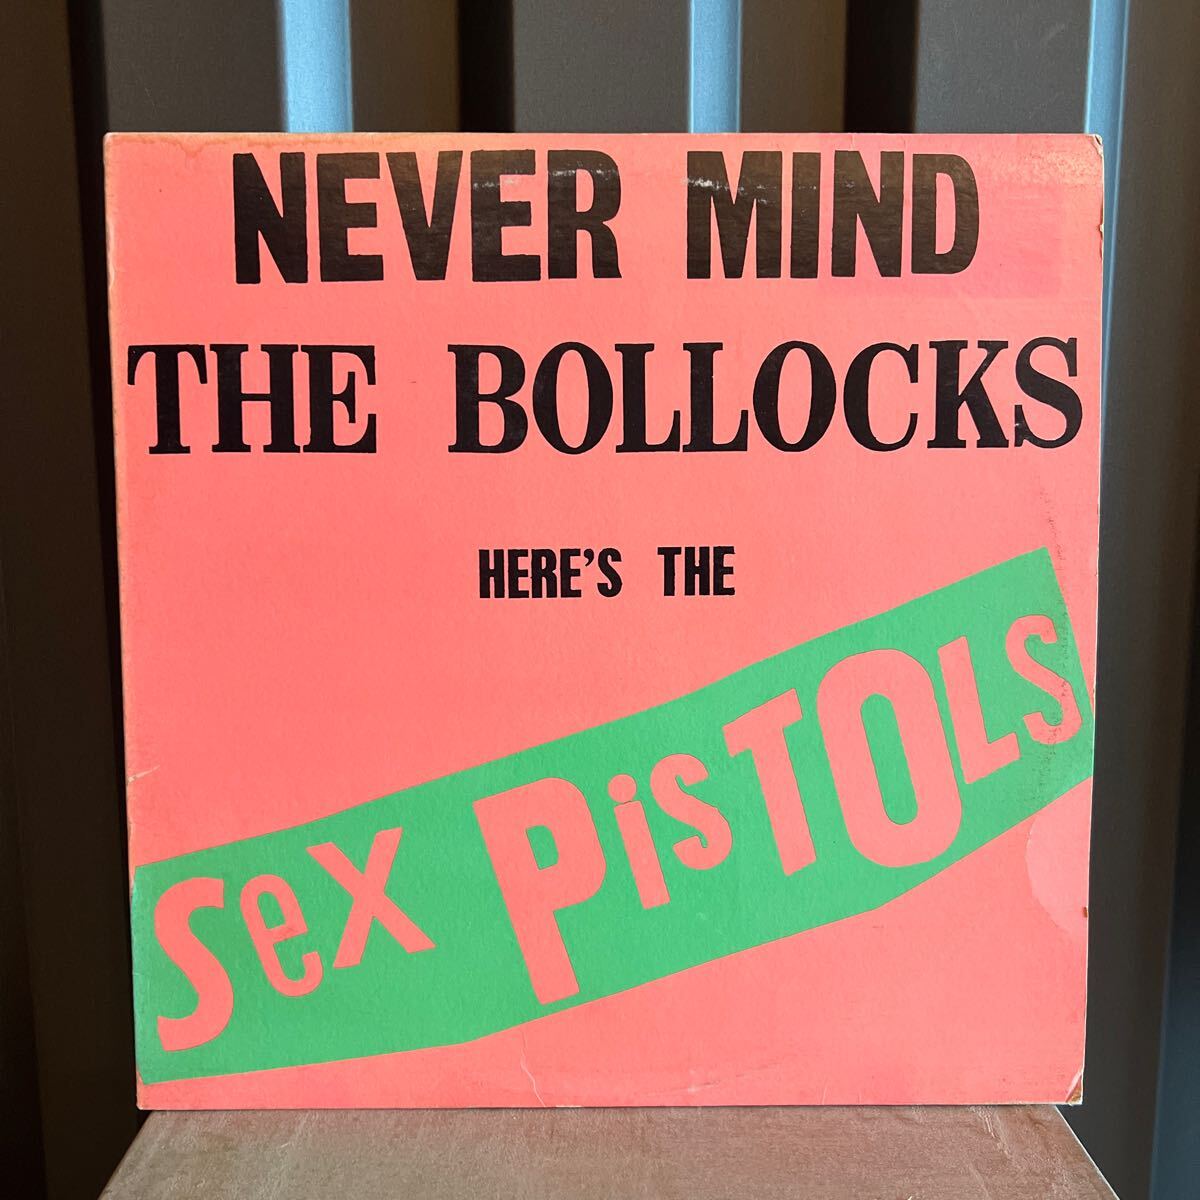 NEVER MIND
THE BOLLOCKS
HERE'S THE
SeX PiSTOLS